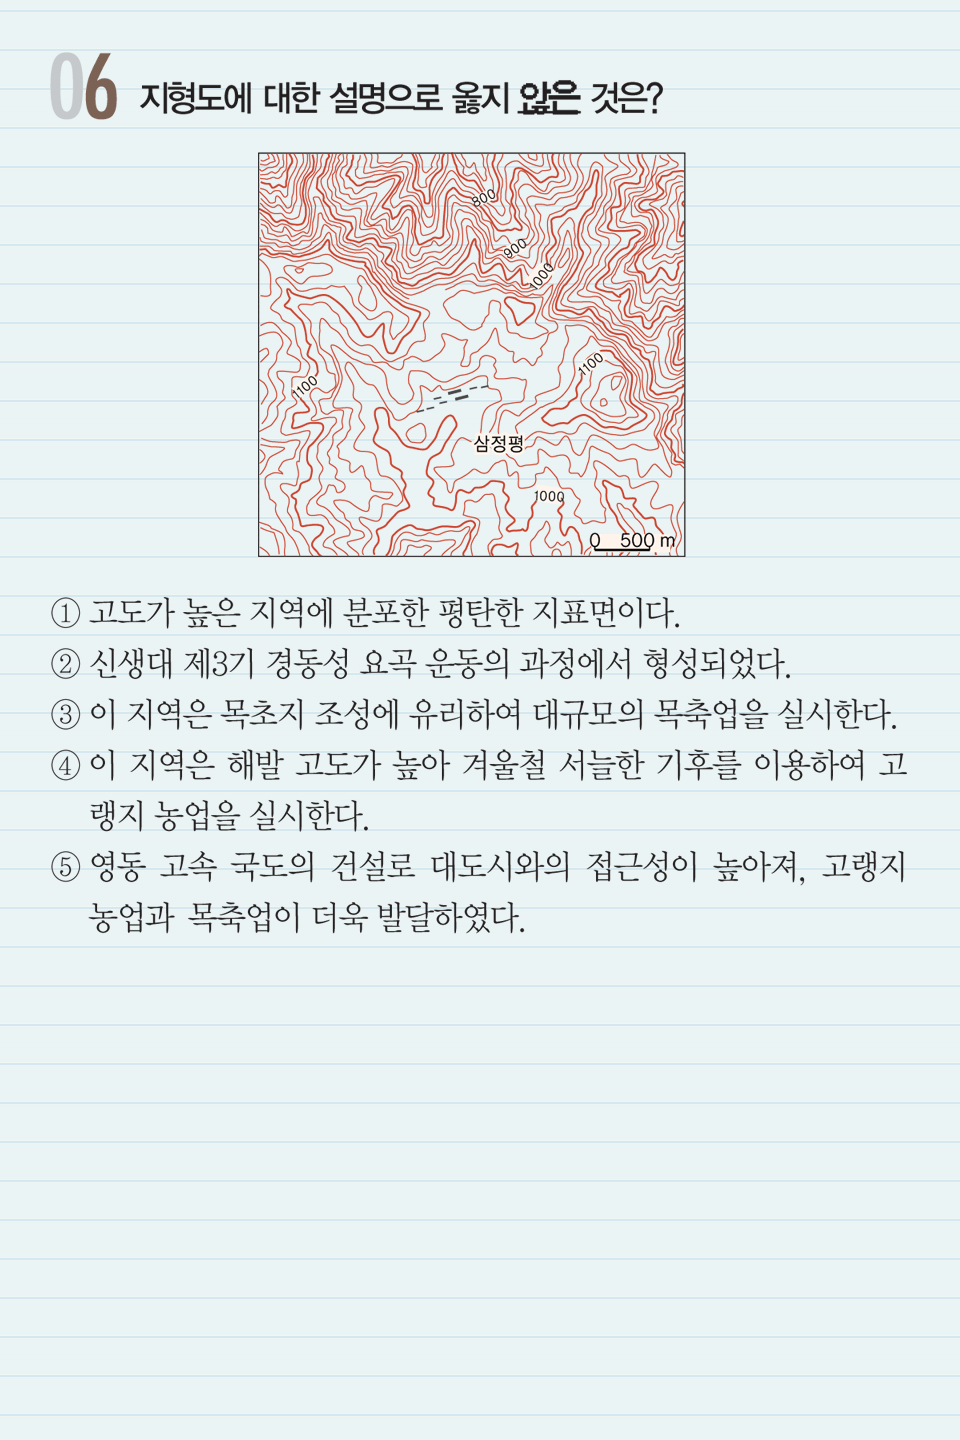 06 지형도에 대한 설명으로 옳지 않은 것은?
800
900
1000
1100
1100
삼정평
1000
0 500 m
① 고도가 높은 지역에 분포한 평탄한 지표면이다.
② 신생대 제3기 경동성 요곡 운동의 과정에서 형성되었다.
③ 이 지역은 목초지 조성에 유리하여 대규모의 목축업을 실시한다.
④ 이 지역은 해발 고도가 높아 겨울철 서늘한 기후를 이용하여 고
랭지 농업을 실시한다.
⑤ 영동 고속 국도의 건설로 대도시와의 접근성이 높아져, 고랭지
농업과 목축업이 더욱 발달하였다.